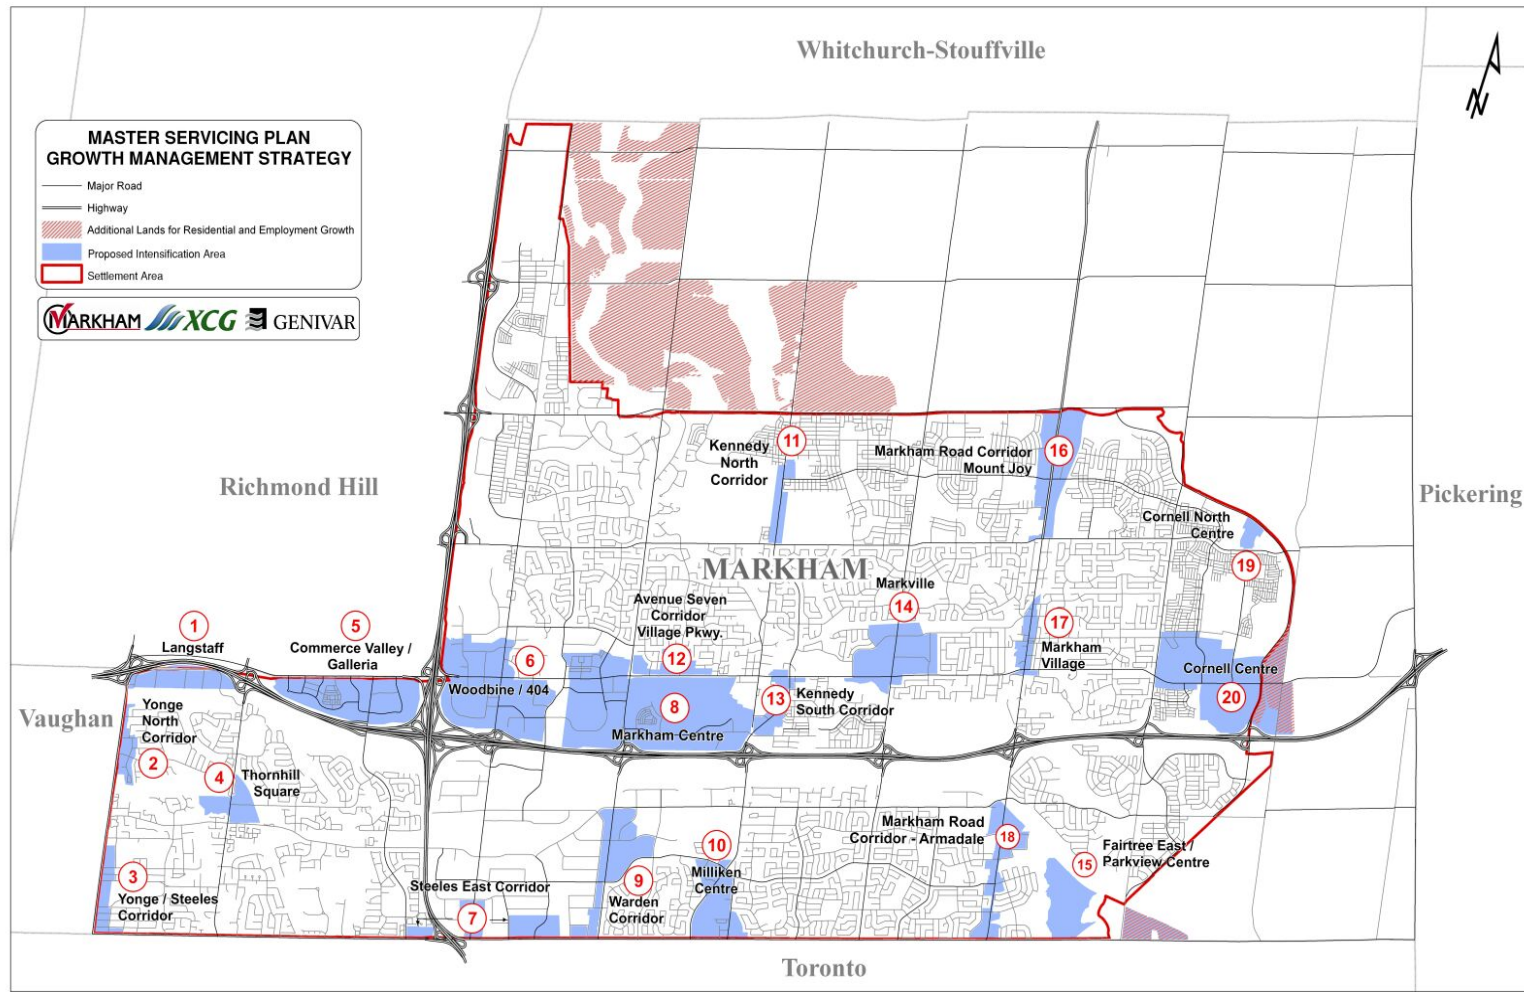 Whitchurch-Stouffville
N
MASTER SERVICING PLAN
GROWTH MANAGEMENT STRATEGY
Major Road
Highway
Additional Lands for Residential and Employment Growth
Proposed Intensification Area
Settlement Area
MARKHAM XCG GENIVAR
Richmond Hill
Pickering
Vaughan
Toronto
MARKHAM
11
Kennedy
North
Corridor
Markham Road Corridor
Mount Joy
16
Cornell North
Centre
19
Markville
14
Avenue Seven
Corridor
Village Pkwy.
12
17
Markham
Village
1
Langstaff
5
Commerce Valley /
Galleria
6
Woodbine / 404
8
Markham Centre
13
Kennedy
South Corridor
Cornell Centre
20
Yonge
North
Corridor
2
4
Thornhill
Square
3
Yonge / Steeles
Corridor
Steeles East Corridor
7
9
Warden
Corridor
10
Milliken
Centre
Markham Road
Corridor - Armadale
18
15
Fairtree East /
Parkview Centre